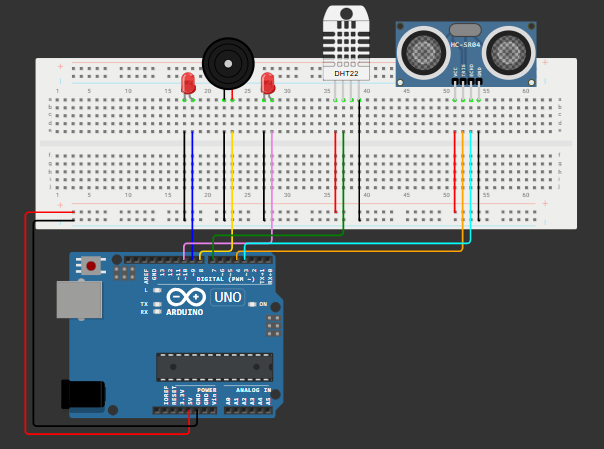 HC-SR04
VCC TRIG ECHO GND
DHT22
+ +
- -
1 5 10 15 20 25 30 35 40 45 50 55 60
1 5 10 15 20 25 30 35 40 45 50 55 60
+ +
- -
AREF GND 13 12 ~11 ~10 ~9 8 7 ~6 ~5 4 ~3 2 TX→1 RX←0
DIGITAL (PWM ~)
L
TX
RX
UNO
ON
ARDUINO
IOREF RESET 3.3V 5V GND GND Vin
POWER
ANALOG IN
A0 A1 A2 A3 A4 A5